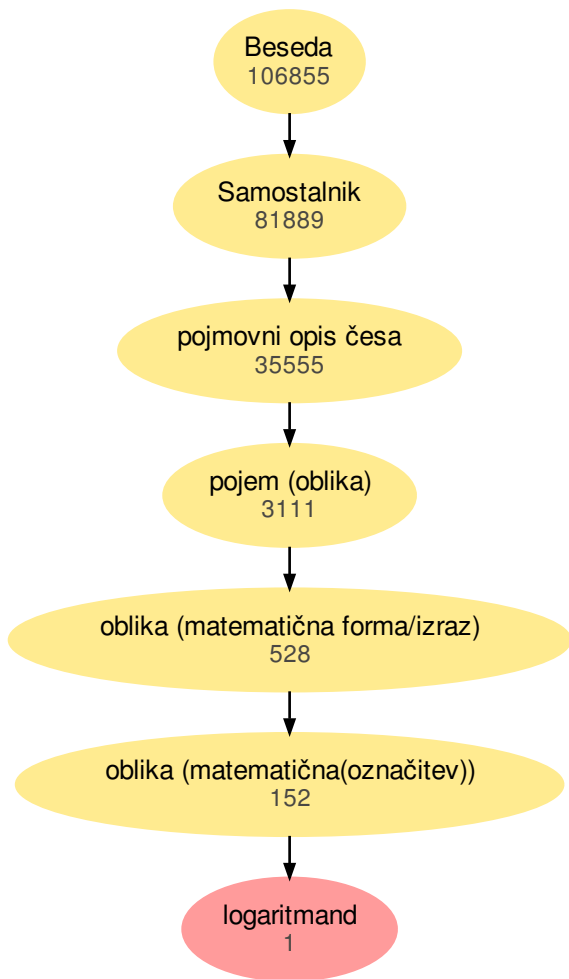 Beseda
106855
Samostalnik
81889
pojmovni opis česa
35555
pojem (oblika)
3111
oblika (matematična forma/izraz)
528
oblika (matematična(označitev))
152
logaritmand
1